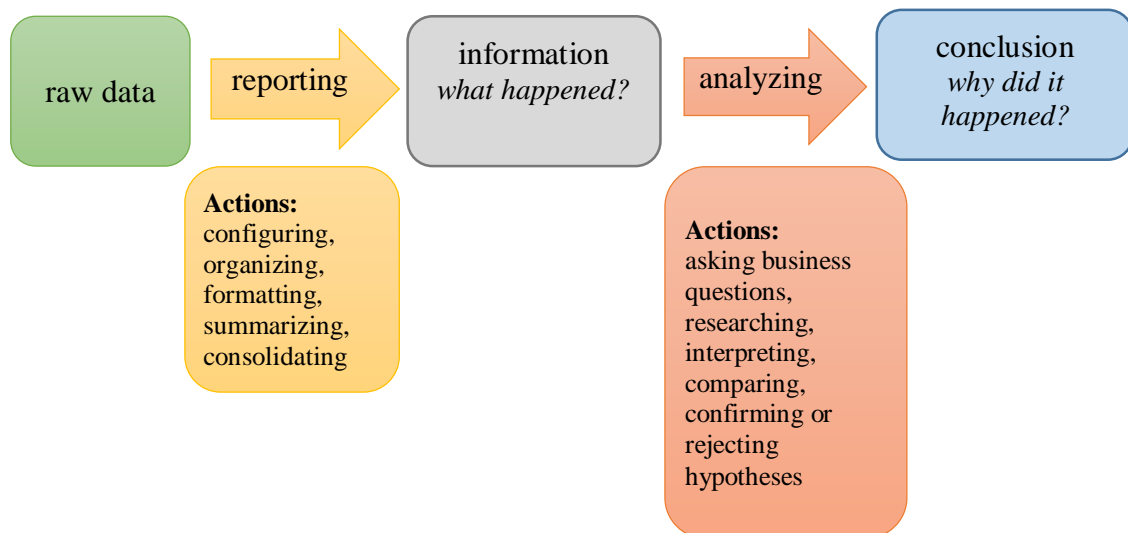 raw data
reporting
information
what happened?
analyzing
conclusion
why did it
happened?
Actions:
configuring,
organizing,
formatting,
summarizing,
consolidating
Actions:
asking business
questions,
researching,
interpreting,
comparing,
confirming or
rejecting
hypotheses